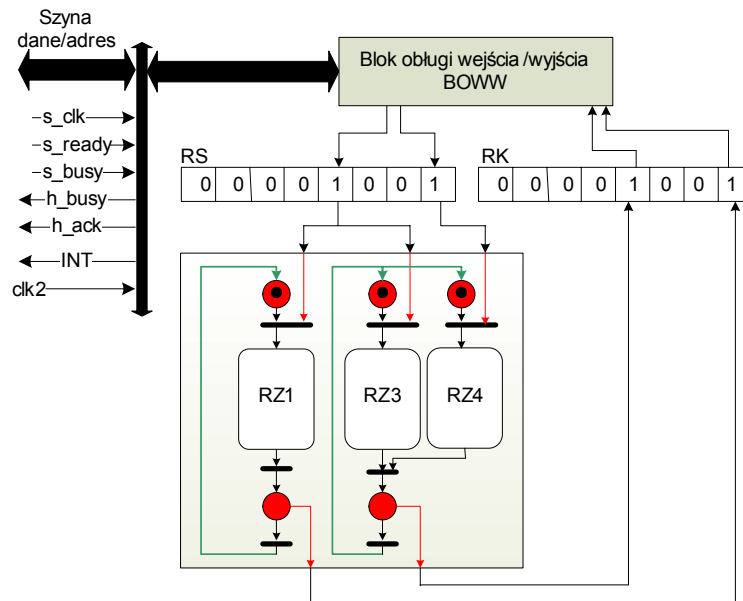 Szyna
dane/adres
Blok obługi wejścia /wyjścia
BOWW
s_clk
s_ready
s_busy
h_busy
h_ack
INT
clk2
RS
0 0 0 0 1 0 0 1
RK
0 0 0 0 1 0 0 1
RZ1
RZ3
RZ4